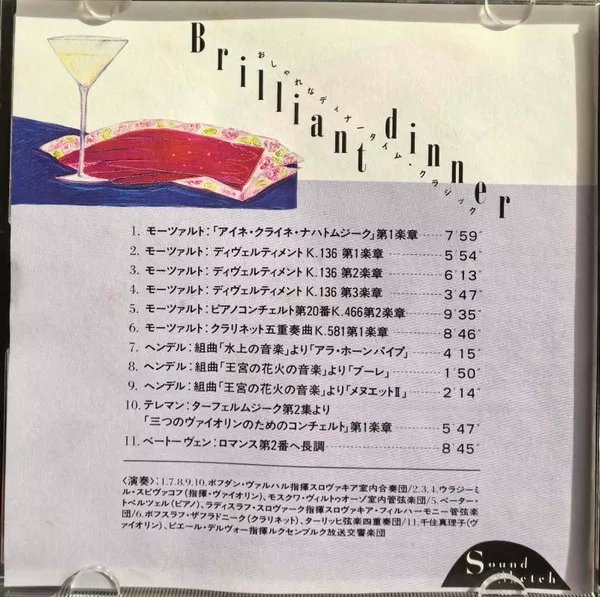 Brilliant dinner
おしゃれなディナータイム・クラシック
1. モーツァルト:「アイネ・クライネ・ナハトムジーク」第1楽章……7′59″
2. モーツァルト: ディヴェルティメントK.136 第1楽章……5′54″
3. モーツァルト: ディヴェルティメントK.136 第2楽章……6′13″
4. モーツァルト: ディヴェルティメントK.136 第3楽章……3′47″
5. モーツァルト:ピアノコンチェルト第20番K.466第2楽章……9′35″
6. モーツァルト:クラリネット五重奏曲K.581第1楽章……8′46″
7. ヘンデル:組曲「水上の音楽」より「アラ・ホーンパイプ」……4′15″
8. ヘンデル:組曲「王宮の花火の音楽」より「ブーレ」……1′50″
9. ヘンデル:組曲「王宮の花火の音楽」より「メヌエットⅡ」……2′14″
10. テレマン:ターフェルムジーク第2集より
「三つのヴァイオリンのためのコンチェルト」第1楽章……5′47″
11. ベートーヴェン:ロマンス第2番ヘ長調……8′45″
〈演奏〉:1.7.8.9.10.ボフダン・ヴァルハル指揮スロヴァキア室内合奏団/2.3.4.ウラジーミ
ル・スピヴァコフ(指揮・ヴァイオリン)、モスクワ・ヴィルトゥオーゾ室内管弦楽団/5.ペーター・
トペルツェル(ピアノ)、ラディスラフ・スロヴァーク指揮スロヴァキア・フィルハーモニー管弦楽
団/6.ボフスラフ・ザフラドニーク(クラリネット)、ターリッヒ弦楽四重奏団/11.千住真理子(ヴ
ァイオリン)、ピエール・デルヴォー指揮ルクセンブルク放送交響楽団
Sound
Sketch